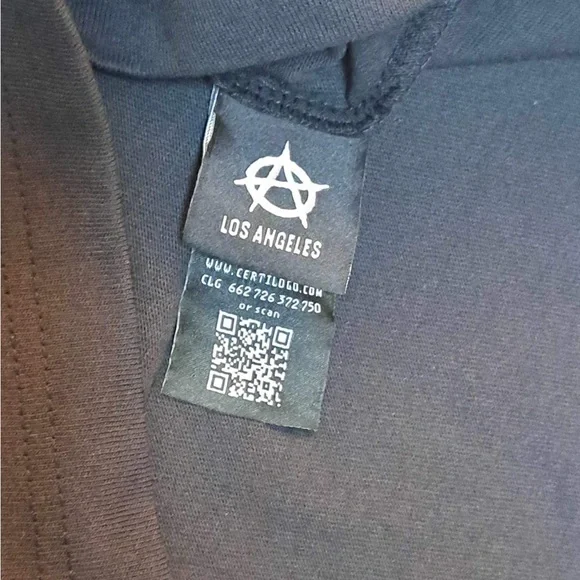 LOS ANGELES
WWW.CERTILOGO.COM
CLG 662 726 372 750
or scan